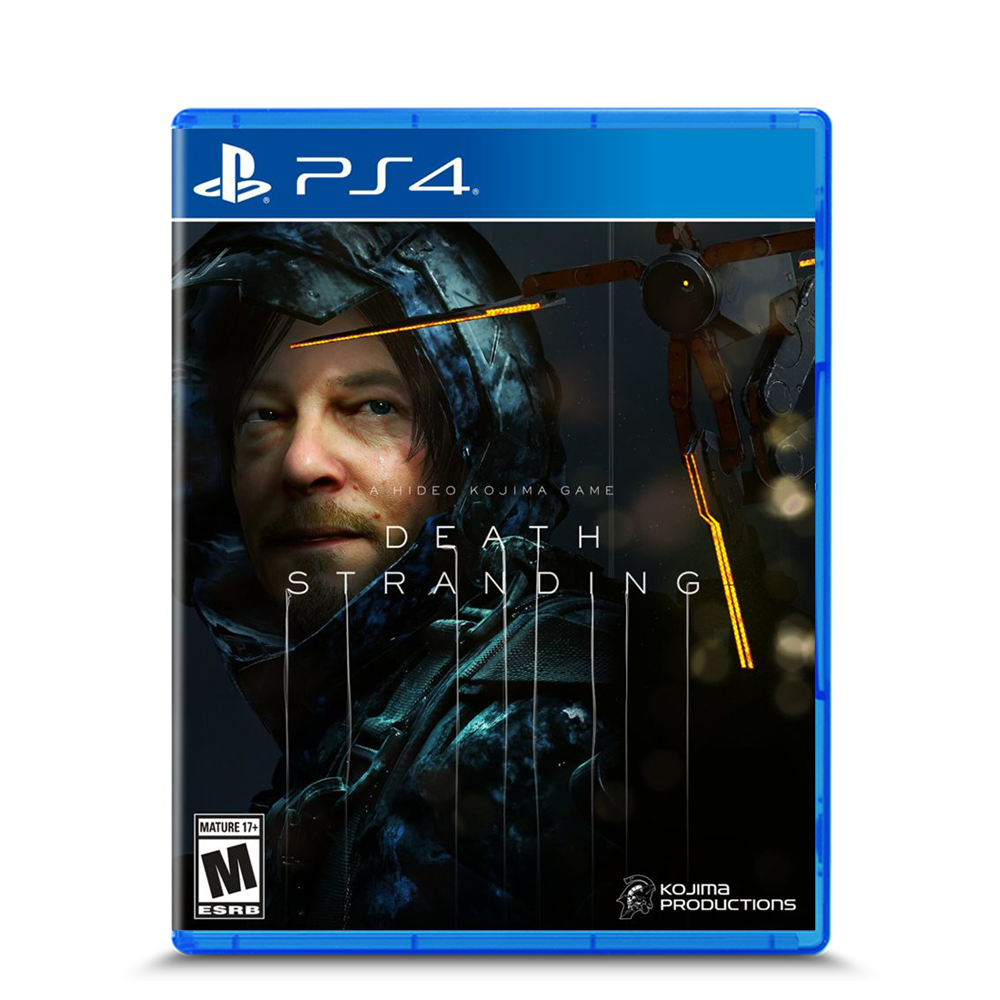 PS4
A HIDEO KOJIMA GAME
DEATH
STRANDING
MATURE 17+
M
ESRB
KOJIMA
PRODUCTIONS